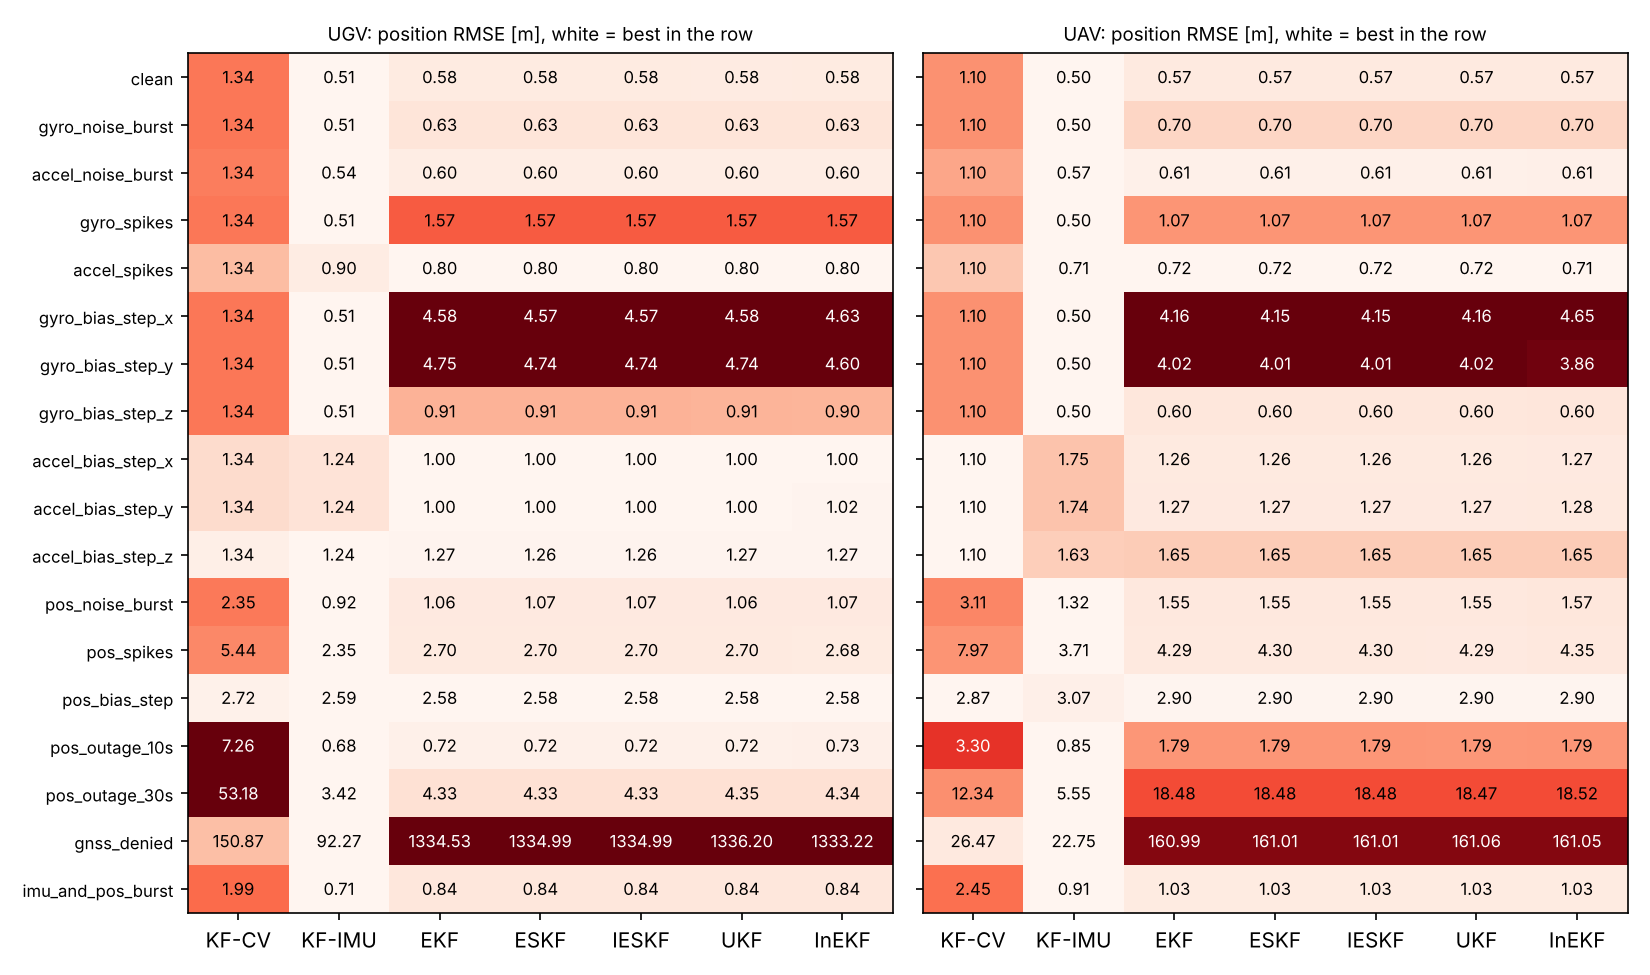 UGV: position RMSE [m], white = best in the row
UAV: position RMSE [m], white = best in the row
clean 1.34 0.51 0.58 0.58 0.58 0.58 0.58 1.10 0.50 0.57 0.57 0.57 0.57 0.57
gyro_noise_burst 1.34 0.51 0.63 0.63 0.63 0.63 0.63 1.10 0.50 0.70 0.70 0.70 0.70 0.70
accel_noise_burst 1.34 0.54 0.60 0.60 0.60 0.60 0.60 1.10 0.57 0.61 0.61 0.61 0.61 0.61
gyro_spikes 1.34 0.51 1.57 1.57 1.57 1.57 1.57 1.10 0.50 1.07 1.07 1.07 1.07 1.07
accel_spikes 1.34 0.90 0.80 0.80 0.80 0.80 0.80 1.10 0.71 0.72 0.72 0.72 0.72 0.71
gyro_bias_step_x 1.34 0.51 4.58 4.57 4.57 4.58 4.63 1.10 0.50 4.16 4.15 4.15 4.16 4.65
gyro_bias_step_y 1.34 0.51 4.75 4.74 4.74 4.74 4.60 1.10 0.50 4.02 4.01 4.01 4.02 3.86
gyro_bias_step_z 1.34 0.51 0.91 0.91 0.91 0.91 0.90 1.10 0.50 0.60 0.60 0.60 0.60 0.60
accel_bias_step_x 1.34 1.24 1.00 1.00 1.00 1.00 1.00 1.10 1.75 1.26 1.26 1.26 1.26 1.27
accel_bias_step_y 1.34 1.24 1.00 1.00 1.00 1.00 1.02 1.10 1.74 1.27 1.27 1.27 1.27 1.28
accel_bias_step_z 1.34 1.24 1.27 1.26 1.26 1.27 1.27 1.10 1.63 1.65 1.65 1.65 1.65 1.65
pos_noise_burst 2.35 0.92 1.06 1.07 1.07 1.06 1.07 3.11 1.32 1.55 1.55 1.55 1.55 1.57
pos_spikes 5.44 2.35 2.70 2.70 2.70 2.70 2.68 7.97 3.71 4.29 4.30 4.30 4.29 4.35
pos_bias_step 2.72 2.59 2.58 2.58 2.58 2.58 2.58 2.87 3.07 2.90 2.90 2.90 2.90 2.90
pos_outage_10s 7.26 0.68 0.72 0.72 0.72 0.72 0.73 3.30 0.85 1.79 1.79 1.79 1.79 1.79
pos_outage_30s 53.18 3.42 4.33 4.33 4.33 4.35 4.34 12.34 5.55 18.48 18.48 18.48 18.47 18.52
gnss_denied 150.87 92.27 1334.53 1334.99 1334.99 1336.20 1333.22 26.47 22.75 160.99 161.01 161.01 161.06 161.05
imu_and_pos_burst 1.99 0.71 0.84 0.84 0.84 0.84 0.84 2.45 0.91 1.03 1.03 1.03 1.03 1.03
KF-CV KF-IMU EKF ESKF IESKF UKF InEKF KF-CV KF-IMU EKF ESKF IESKF UKF InEKF